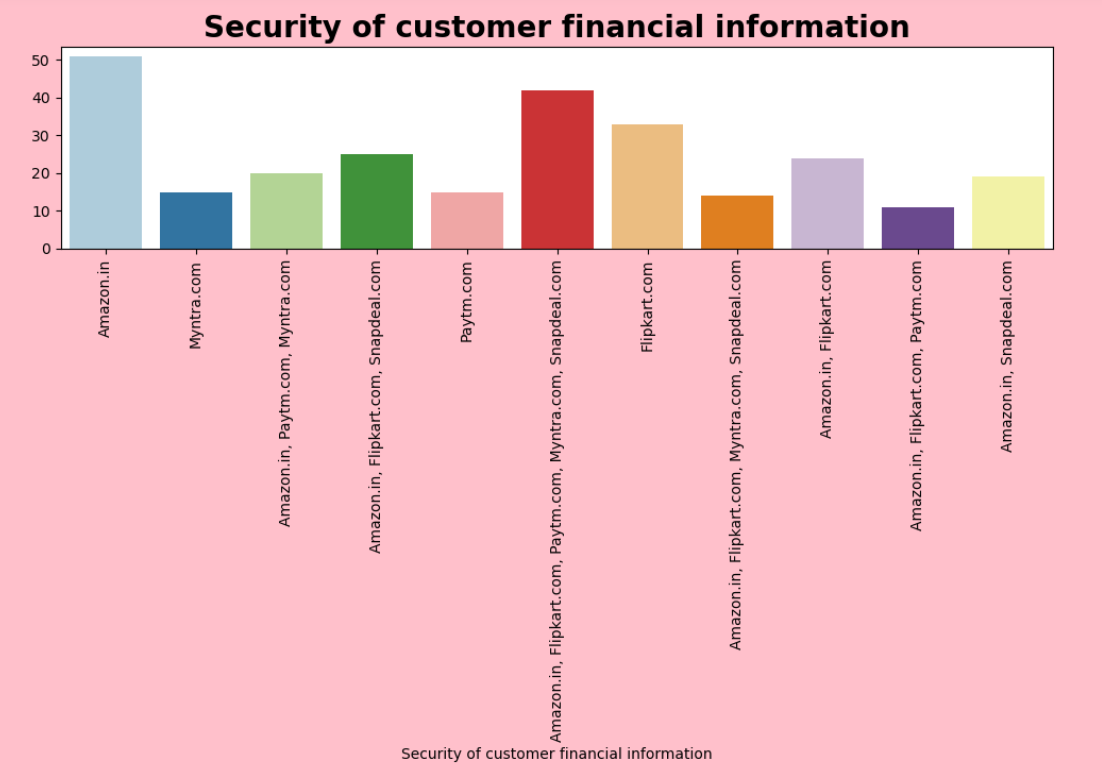 Security of customer financial information
50
40
30
20
10
0
Amazon.in
Myntra.com
Amazon.in, Paytm.com, Myntra.com
Amazon.in, Flipkart.com, Snapdeal.com
Paytm.com
Amazon.in, Flipkart.com, Paytm.com, Myntra.com, Snapdeal.com
Flipkart.com
Amazon.in, Flipkart.com, Myntra.com, Snapdeal.com
Amazon.in, Flipkart.com
Amazon.in, Flipkart.com, Paytm.com
Amazon.in, Snapdeal.com
Security of customer financial information